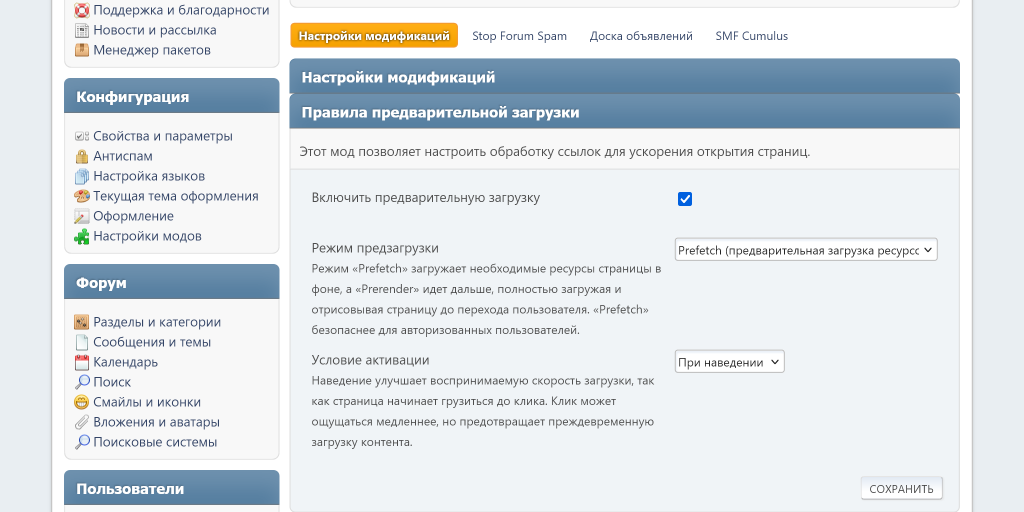 Поддержка и благодарности
Новости и рассылка
Менеджер пакетов
Конфигурация
Свойства и параметры
Антиспам
Настройка языков
Текущая тема оформления
Оформление
Настройки модов
Форум
Разделы и категории
Сообщения и темы
Календарь
Поиск
Смайлы и иконки
Вложения и аватары
Поисковые системы
Пользователи
Настройки модификаций
Stop Forum Spam
Доска объявлений
SMF Cumulus
Настройки модификаций
Правила предварительной загрузки
Этот мод позволяет настроить обработку ссылок для ускорения открытия страниц.
Включить предварительную загрузку
Режим предзагрузки
Prefetch (предварительная загрузка ресурсо
Режим «Prefetch» загружает необходимые ресурсы страницы в
фоне, а «Prerender» идет дальше, полностью загружая и
отрисовывая страницу до перехода пользователя. «Prefetch»
безопаснее для авторизованных пользователей.
Условие активации
При наведении
Наведение улучшает воспринимаемую скорость загрузки, так
как страница начинает грузиться до клика. Клик может
ощущаться медленнее, но предотвращает преждевременную
загрузку контента.
СОХРАНИТЬ